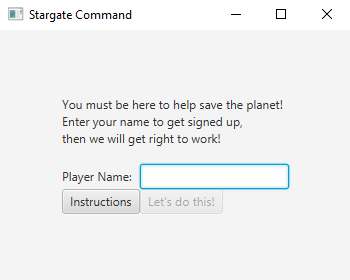 Stargate Command
You must be here to help save the planet!
Enter your name to get signed up,
then we will get right to work!
Player Name:
Instructions Let's do this!